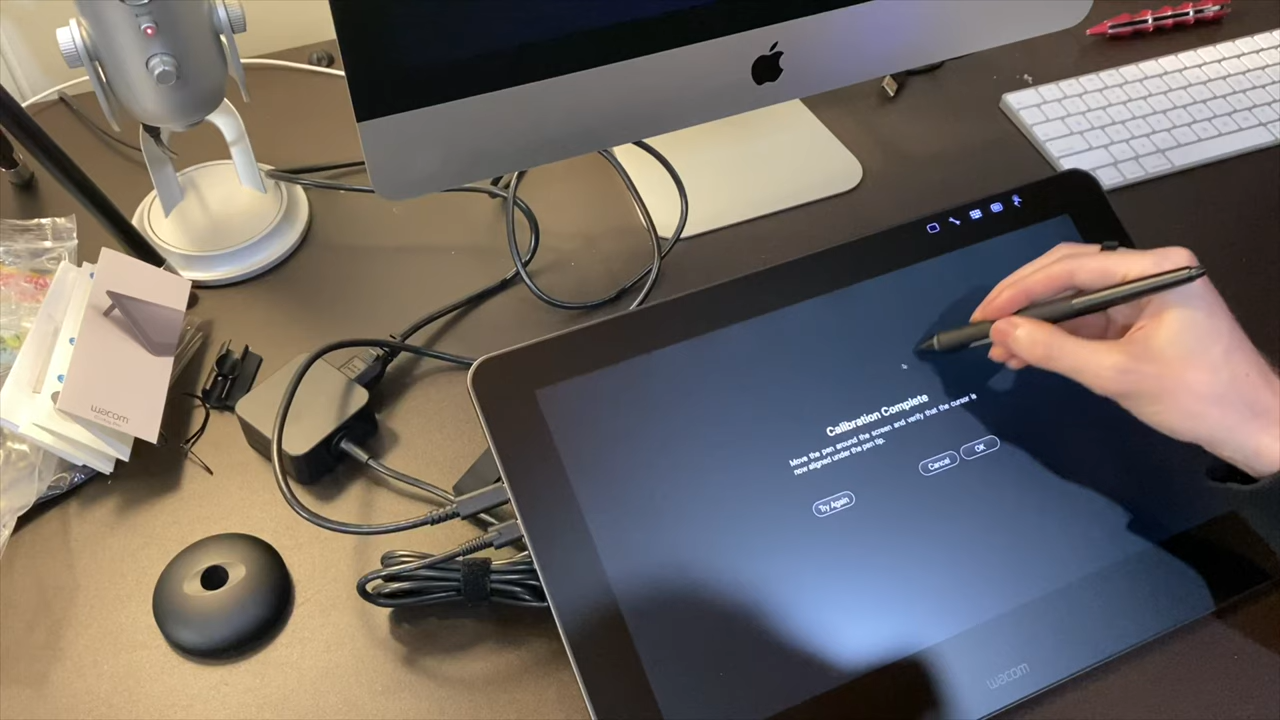 wacom
Calibration Complete
Move the pen around the screen and verify that the cursor is
now aligned under the pen tip.
Cancel
OK
Try Again
wacom